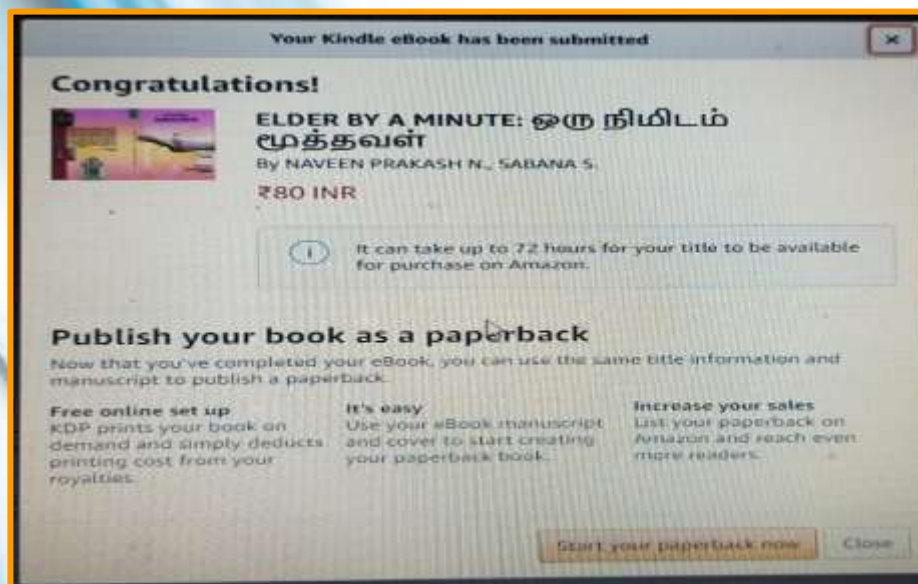 Your Kindle eBook has been submitted
×
Congratulations!
ELDER BY A MINUTE: ஒரு நிமிடம்
மூத்தவள்
By NAVEEN PRAKASH N., SABANA S.
₹80 INR
i
It can take up to 72 hours for your title to be available
for purchase on Amazon.
Publish your book as a paperback
Now that you've completed your eBook, you can use the same title information and
manuscript to publish a paperback.
Free online set up
KDP prints your book on
demand and simply deducts
printing cost from your
royalties.
It's easy
Use your eBook manuscript
and cover to start creating
your paperback book.
Increase your sales
List your paperback on
Amazon and reach even
more readers.
Start your paperback now
Close